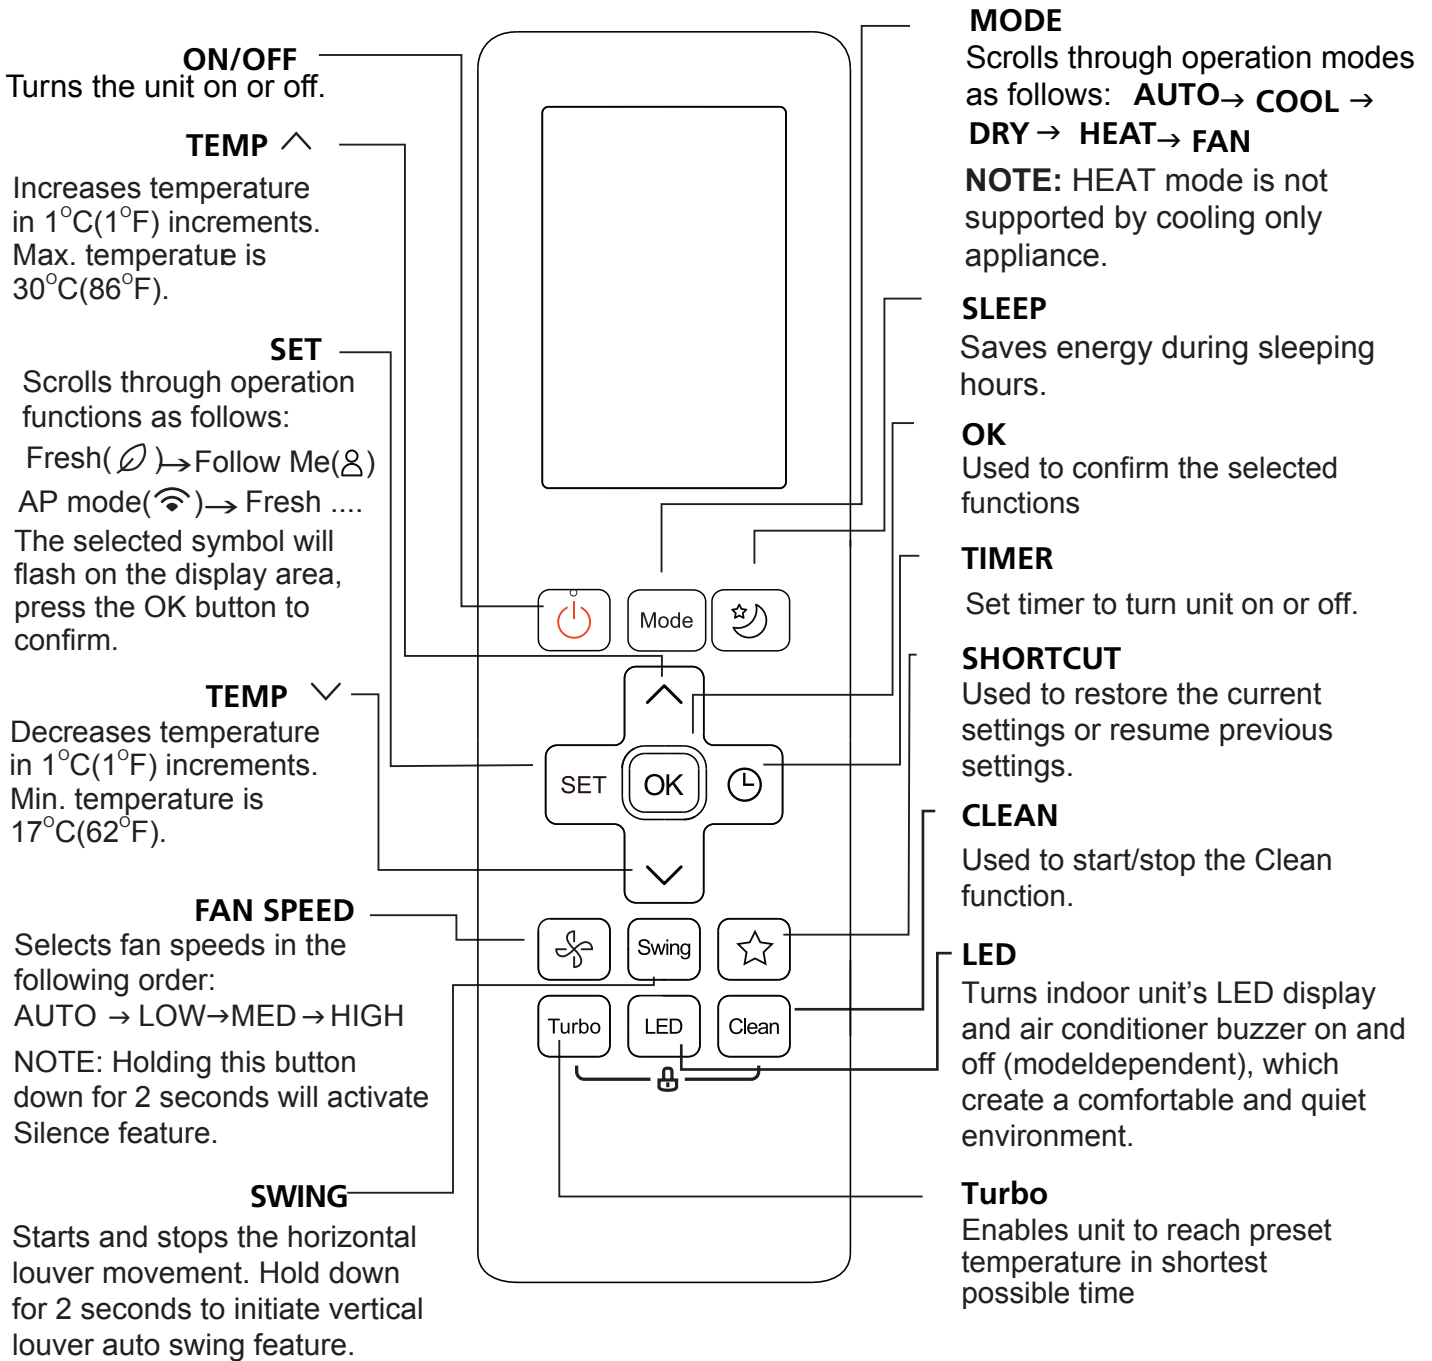 ON/OFF
Turns the unit on or off.
TEMP
Increases temperature
in 1°C(1°F) increments.
Max. temperature is
30°C(86°F).
SET
Scrolls through operation
functions as follows:
Fresh( )→Follow Me( )
AP mode( )→ Fresh ....
The selected symbol will
flash on the display area,
press the OK button to
confirm.
TEMP
Decreases temperature
in 1°C(1°F) increments.
Min. temperature is
17°C(62°F).
FAN SPEED
Selects fan speeds in the
following order:
AUTO → LOW→MED→HIGH
NOTE: Holding this button
down for 2 seconds will activate
Silence feature.
SWING
Starts and stops the horizontal
louver movement. Hold down
for 2 seconds to initiate vertical
louver auto swing feature.
Mode
SET
OK
Swing
Turbo
LED
Clean
MODE
Scrolls through operation modes
as follows: AUTO→ COOL →
DRY → HEAT→ FAN
NOTE: HEAT mode is not
supported by cooling only
appliance.
SLEEP
Saves energy during sleeping
hours.
OK
Used to confirm the selected
functions
TIMER
Set timer to turn unit on or off.
SHORTCUT
Used to restore the current
settings or resume previous
settings.
CLEAN
Used to start/stop the Clean
function.
LED
Turns indoor unit's LED display
and air conditioner buzzer on and
off (modeldependent), which
create a comfortable and quiet
environment.
Turbo
Enables unit to reach preset
temperature in shortest
possible time